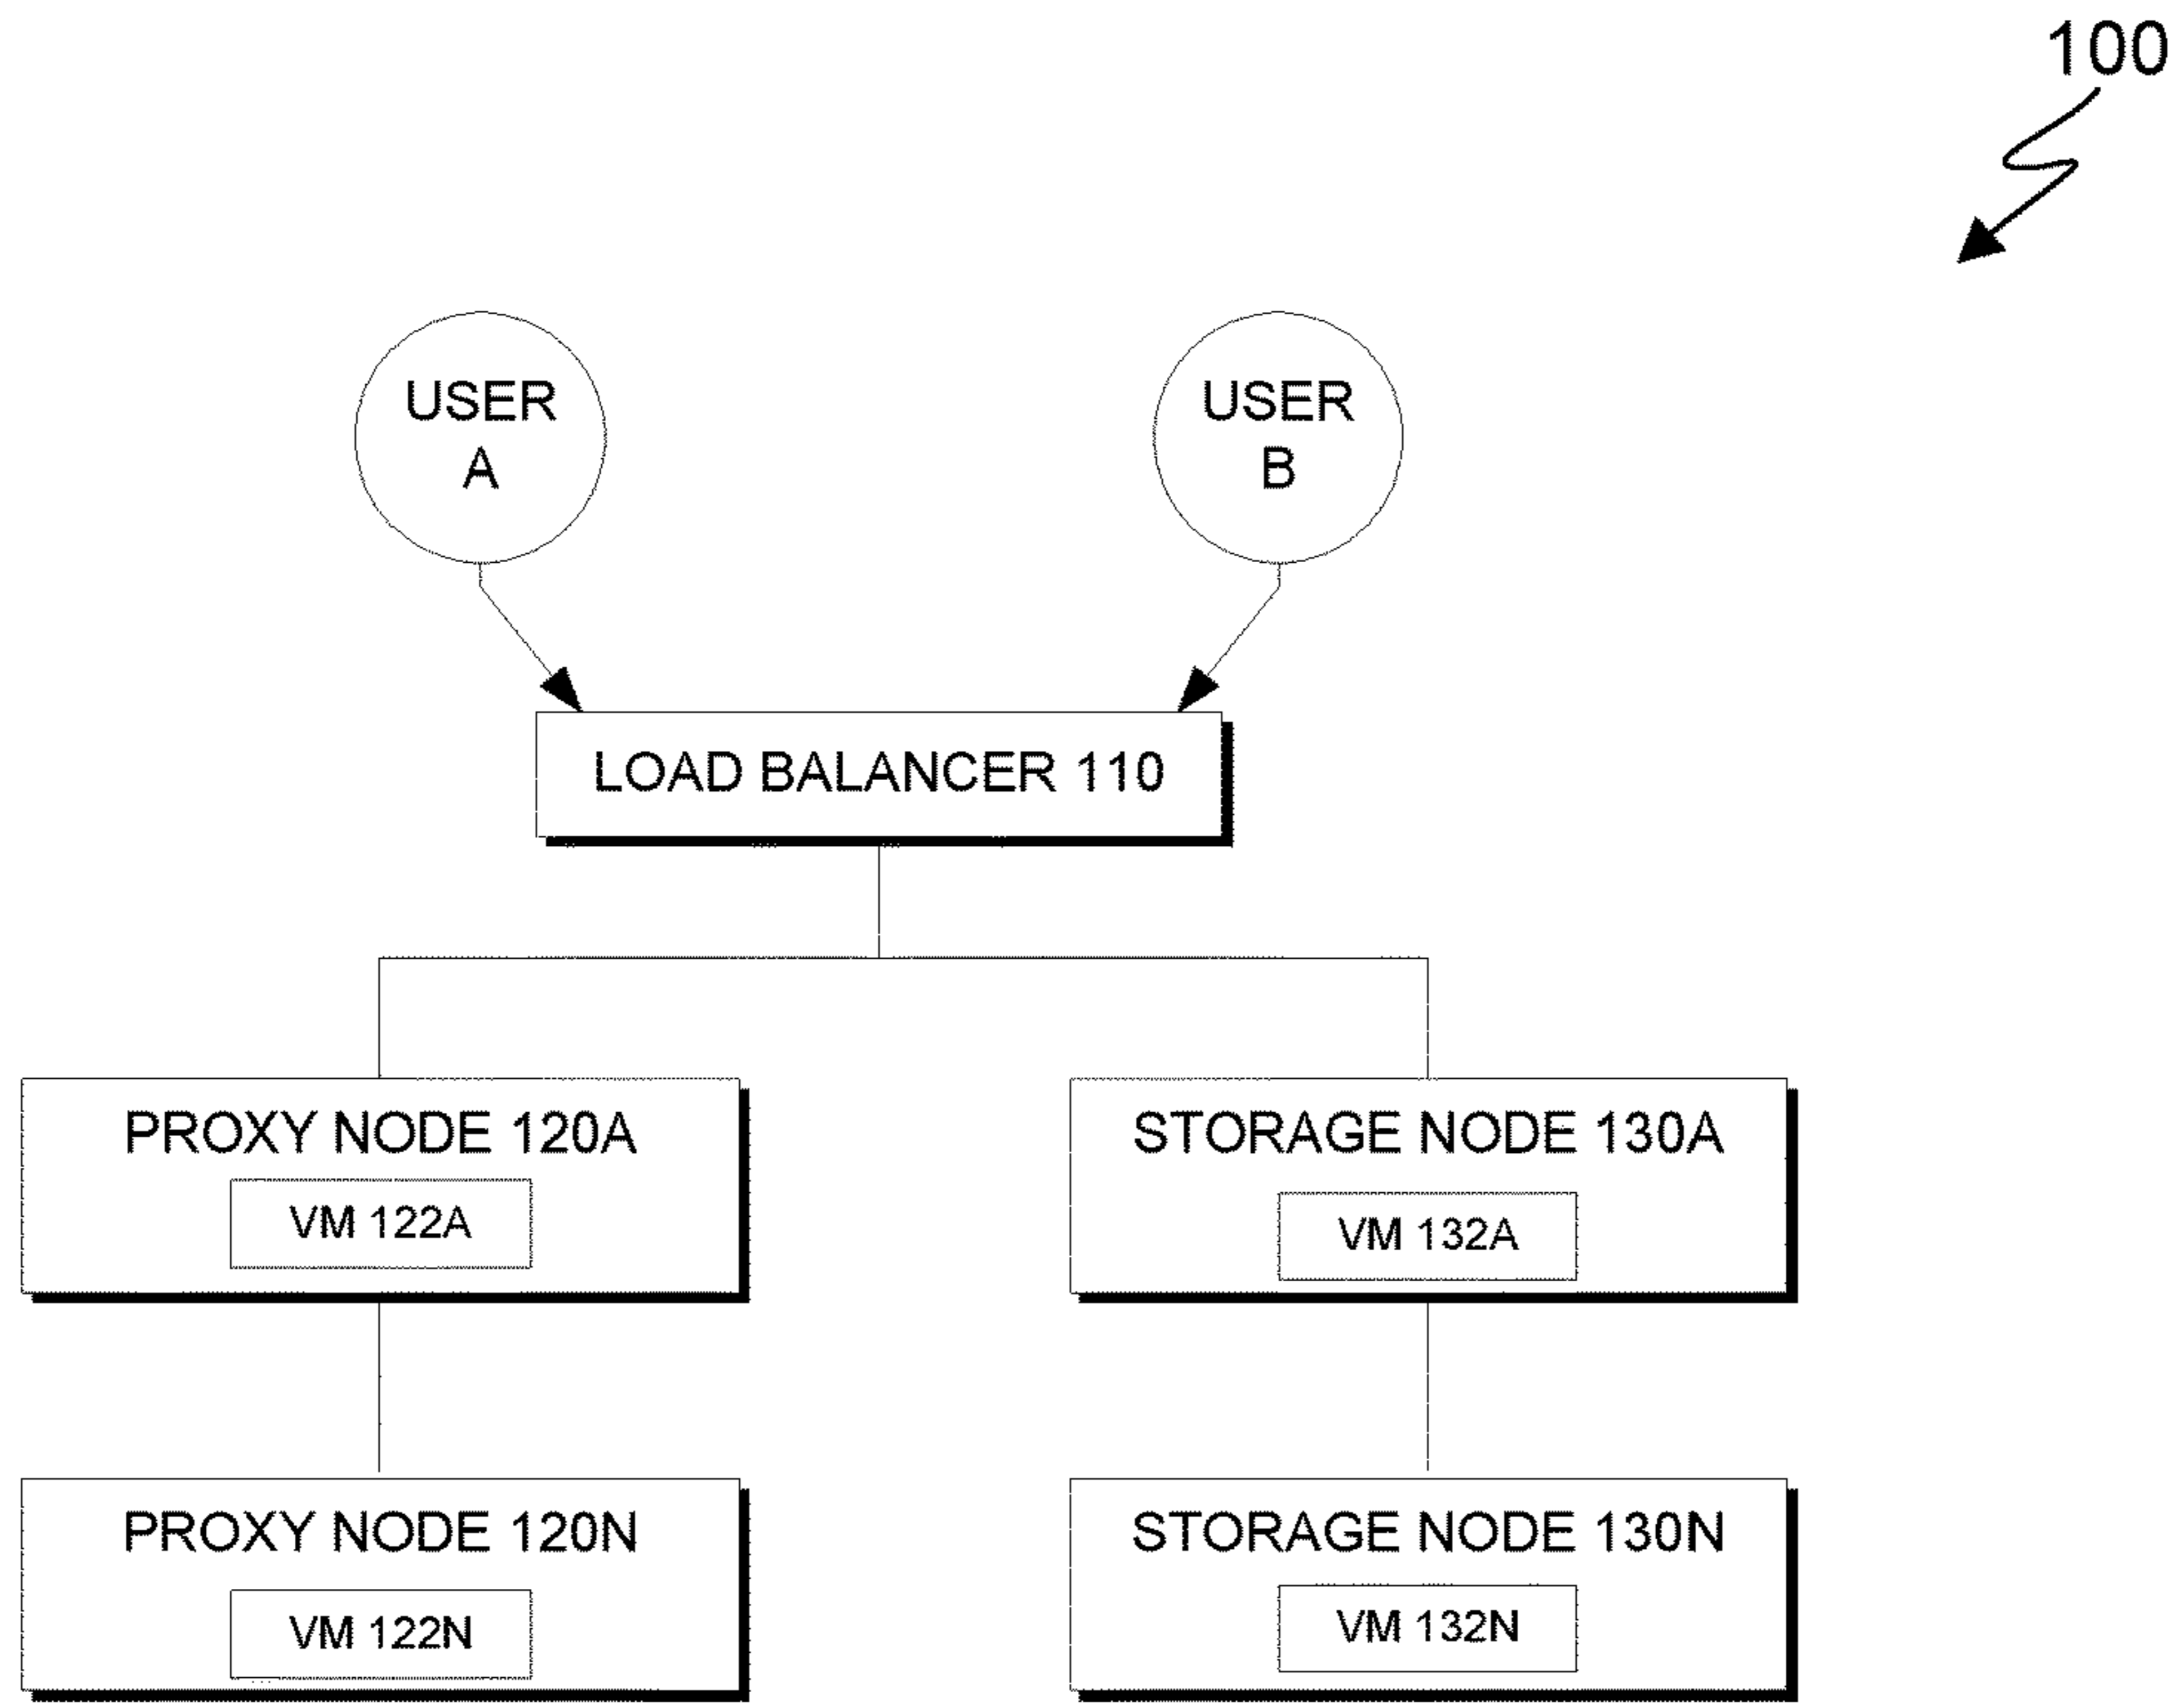 100
USER
A
USER
B
LOAD BALANCER 110
PROXY NODE 120A
VM 122A
STORAGE NODE 130A
VM 132A
PROXY NODE 120N
VM 122N
STORAGE NODE 130N
VM 132N